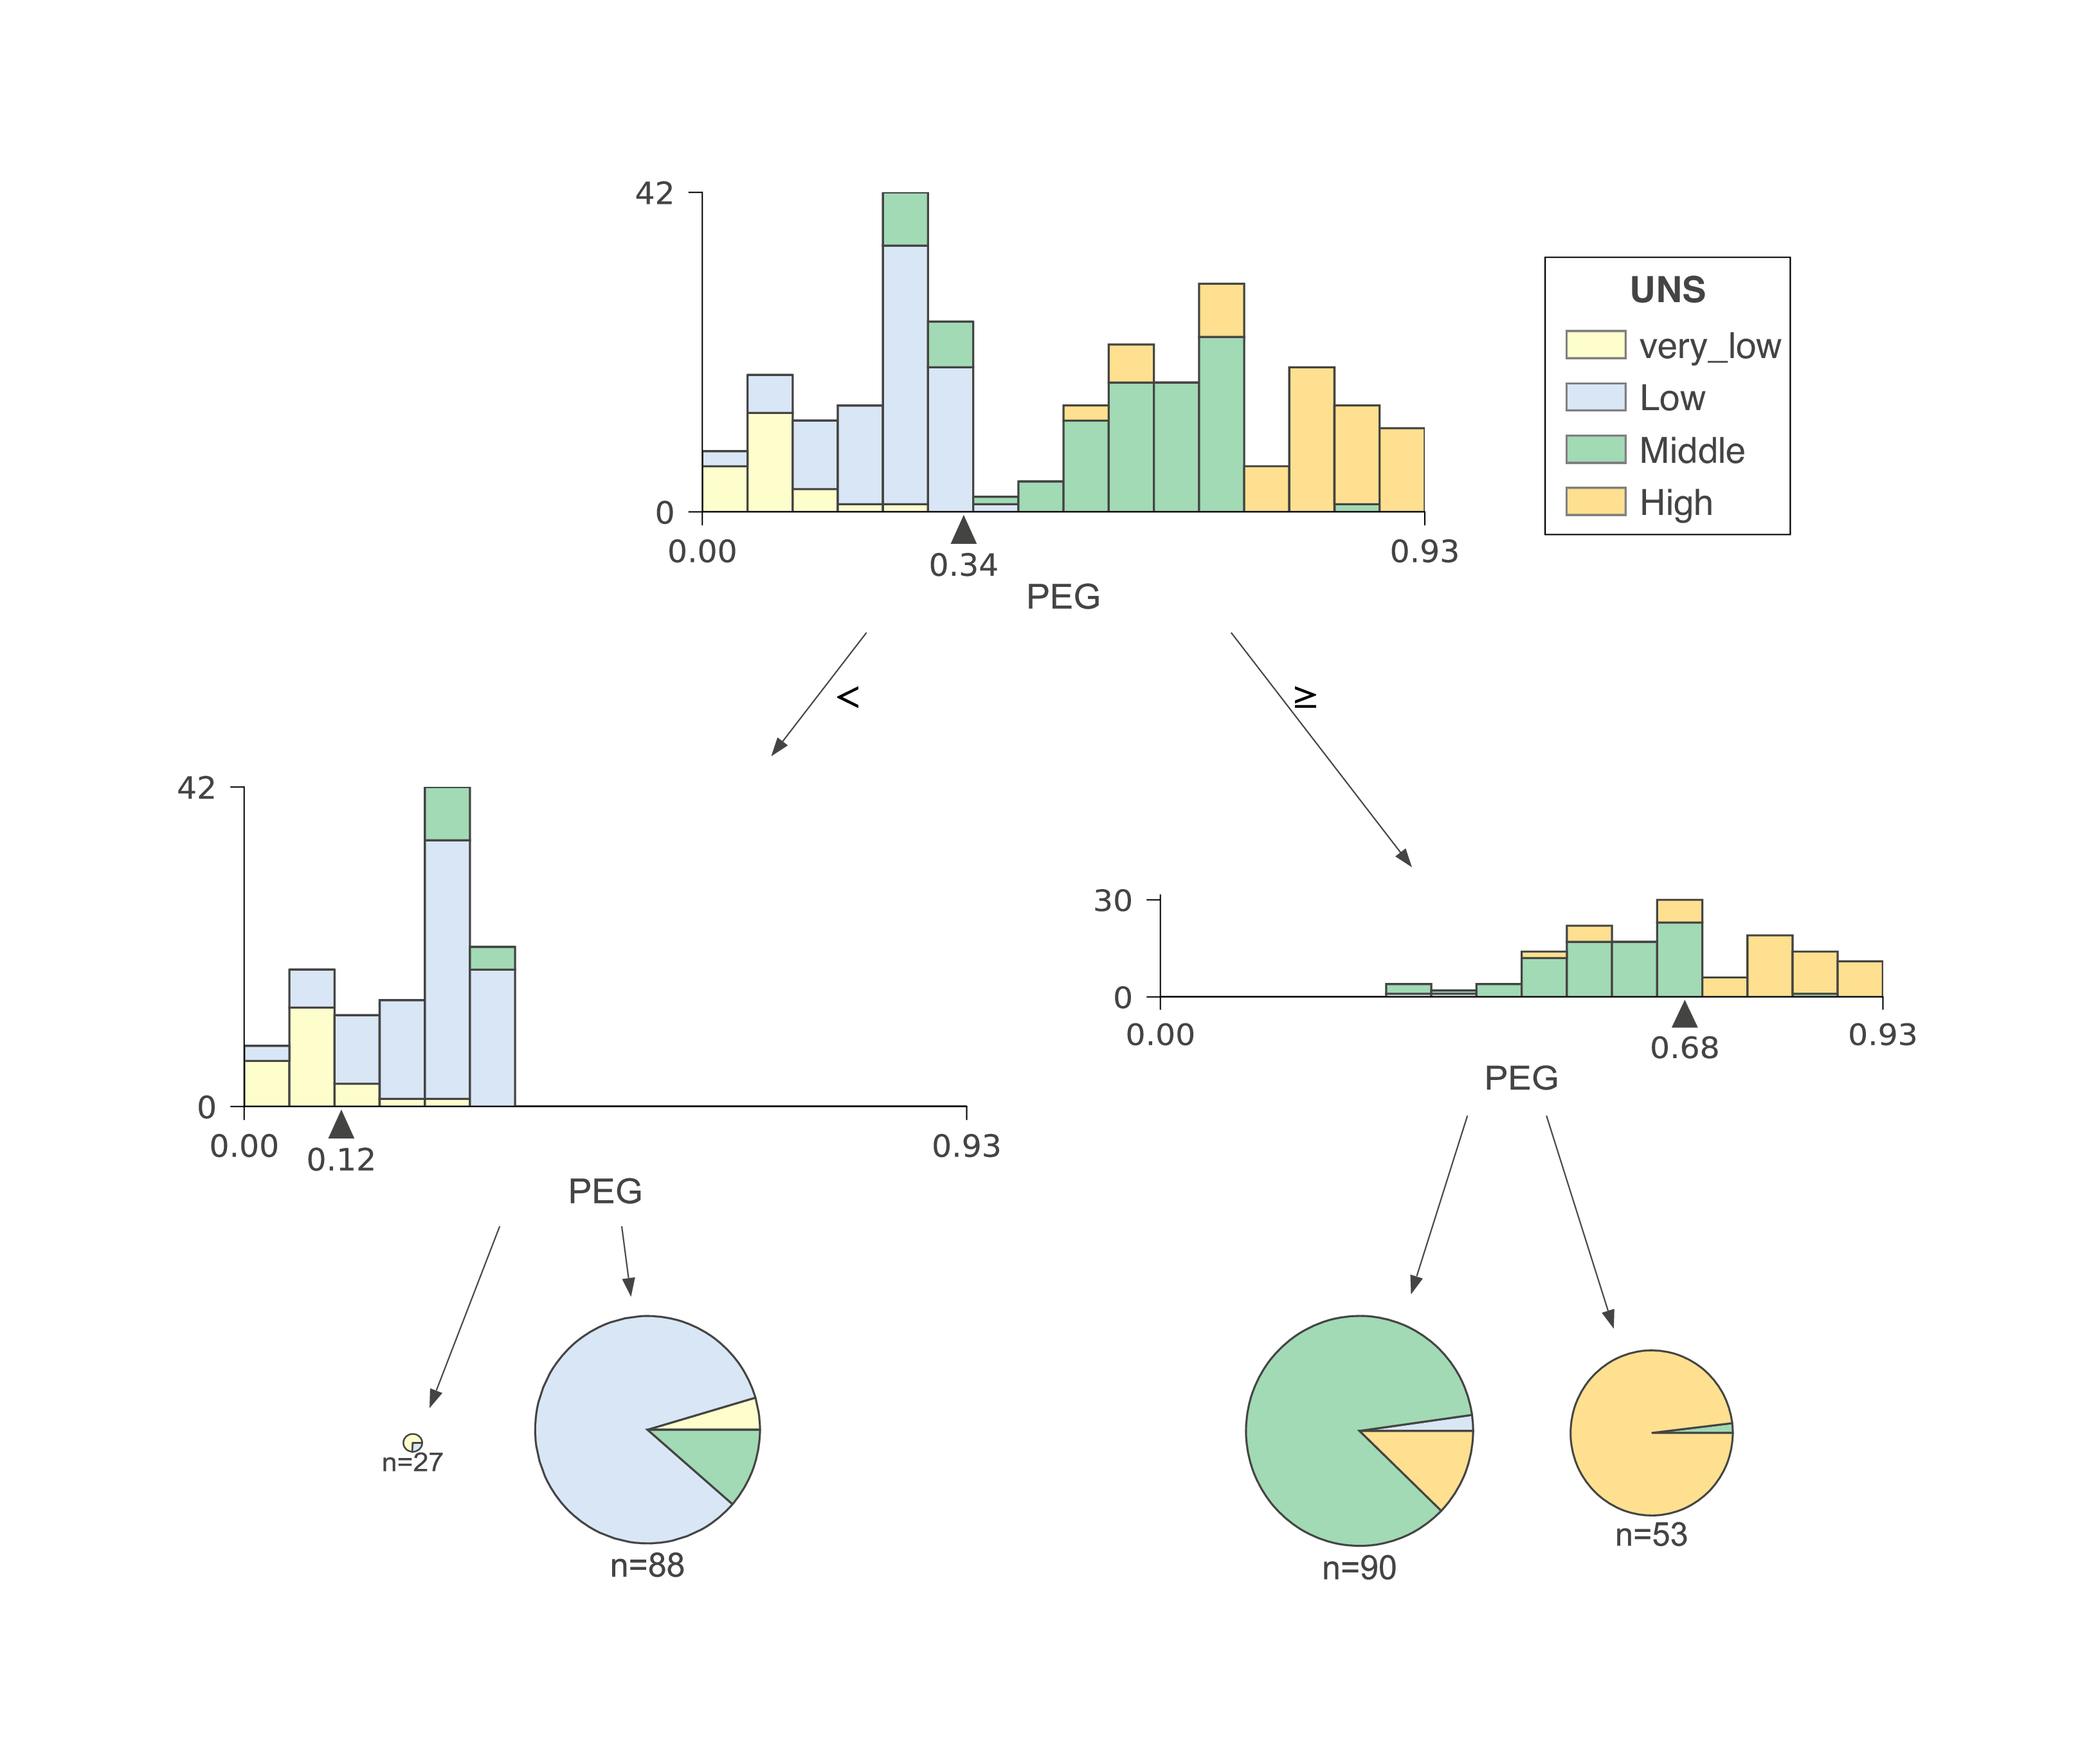 42
0
0.00
0.34
0.93
PEG
UNS
very_low
Low
Middle
High
<
≥
42
0
0.00
0.12
0.93
PEG
30
0
0.00
0.68
0.93
PEG
n=27
n=88
n=90
n=53